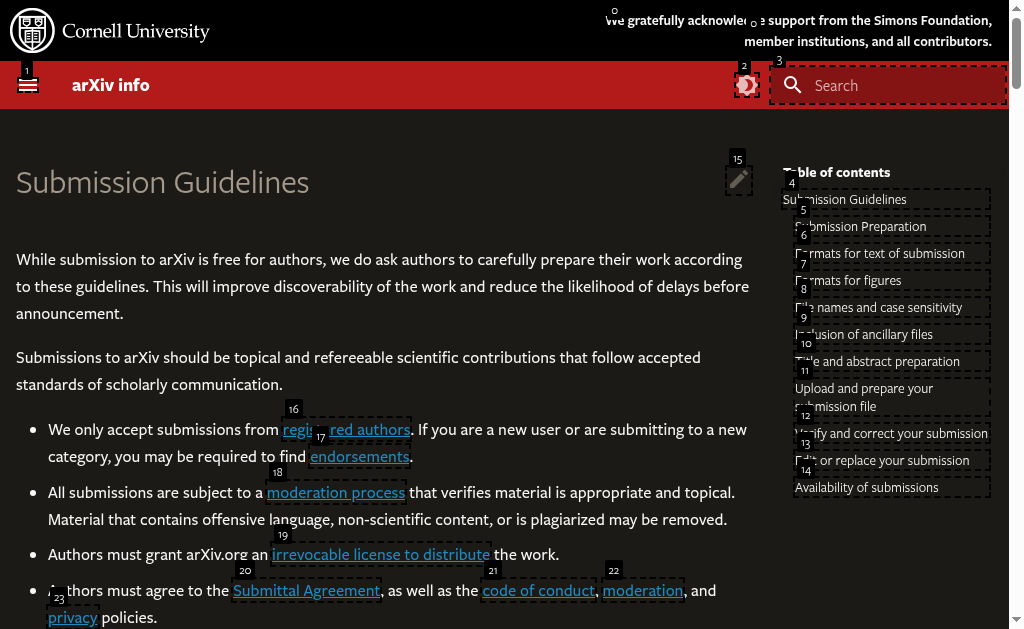 Cornell University
We gratefully acknowledge support from the Simons Foundation,
member institutions, and all contributors.
0
0
1
arXiv info
2
3
Search
15
Submission Guidelines
While submission to arXiv is free for authors, we do ask authors to carefully prepare their work according
to these guidelines. This will improve discoverability of the work and reduce the likelihood of delays before
announcement.
Submissions to arXiv should be topical and refereeable scientific contributions that follow accepted
standards of scholarly communication.
16
We only accept submissions from registered authors. If you are a new user or are submitting to a new
17
category, you may be required to find endorsements.
18
All submissions are subject to a moderation process that verifies material is appropriate and topical.
Material that contains offensive language, non-scientific content, or is plagiarized may be removed.
19
Authors must grant arXiv.org an irrevocable license to distribute the work.
20
21
22
Authors must agree to the Submittal Agreement, as well as the code of conduct, moderation, and
23
privacy policies.
Table of contents
4
Submission Guidelines
5
Submission Preparation
6
Formats for text of submission
7
Formats for figures
8
File names and case sensitivity
9
Inclusion of ancillary files
10
Title and abstract preparation
11
Upload and prepare your
submission file
12
Verify and correct your submission
13
Edit or replace your submission
14
Availability of submissions